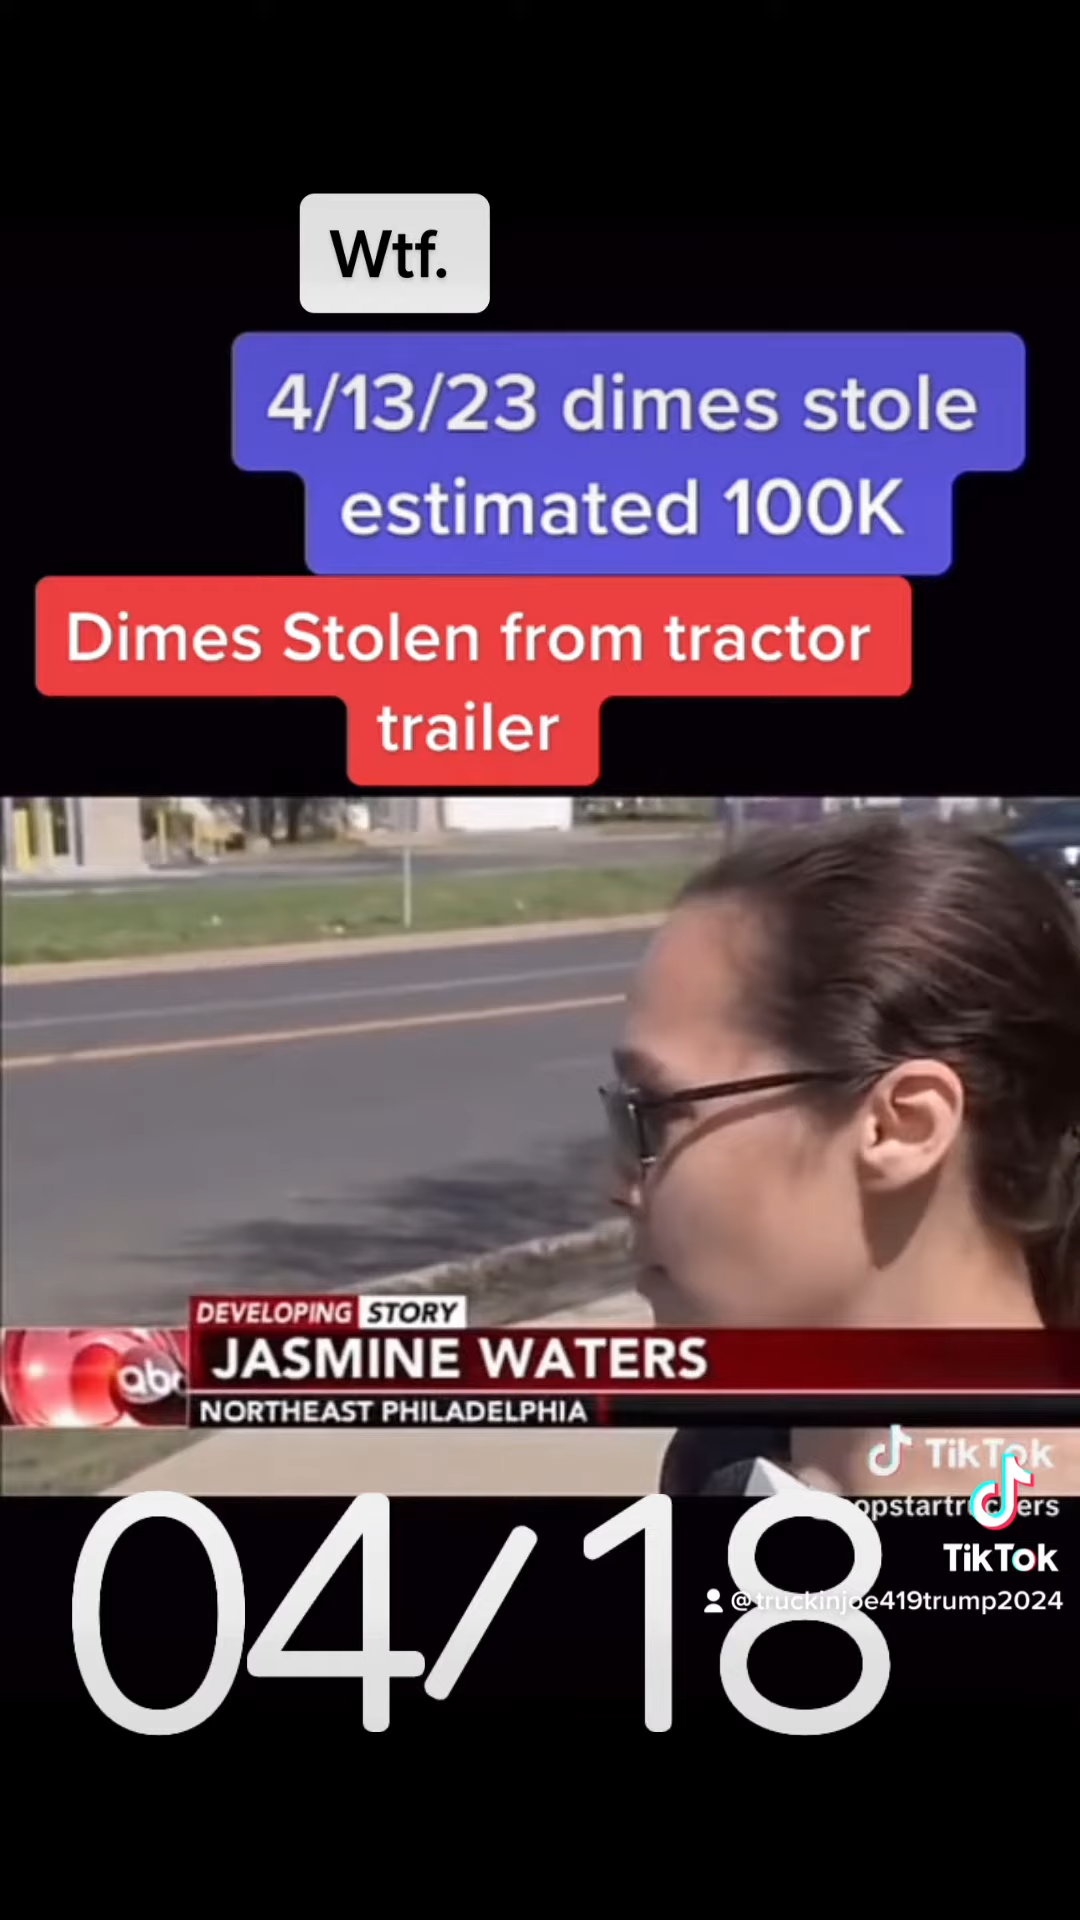 Wtf.
4/13/23 dimes stole
estimated 100K
Dimes Stolen from tractor
trailer
DEVELOPING STORY
JASMINE WATERS
abc
NORTHEAST PHILADELPHIA
TikTok
TikTok
@truckinjoe419trump2024
04/18